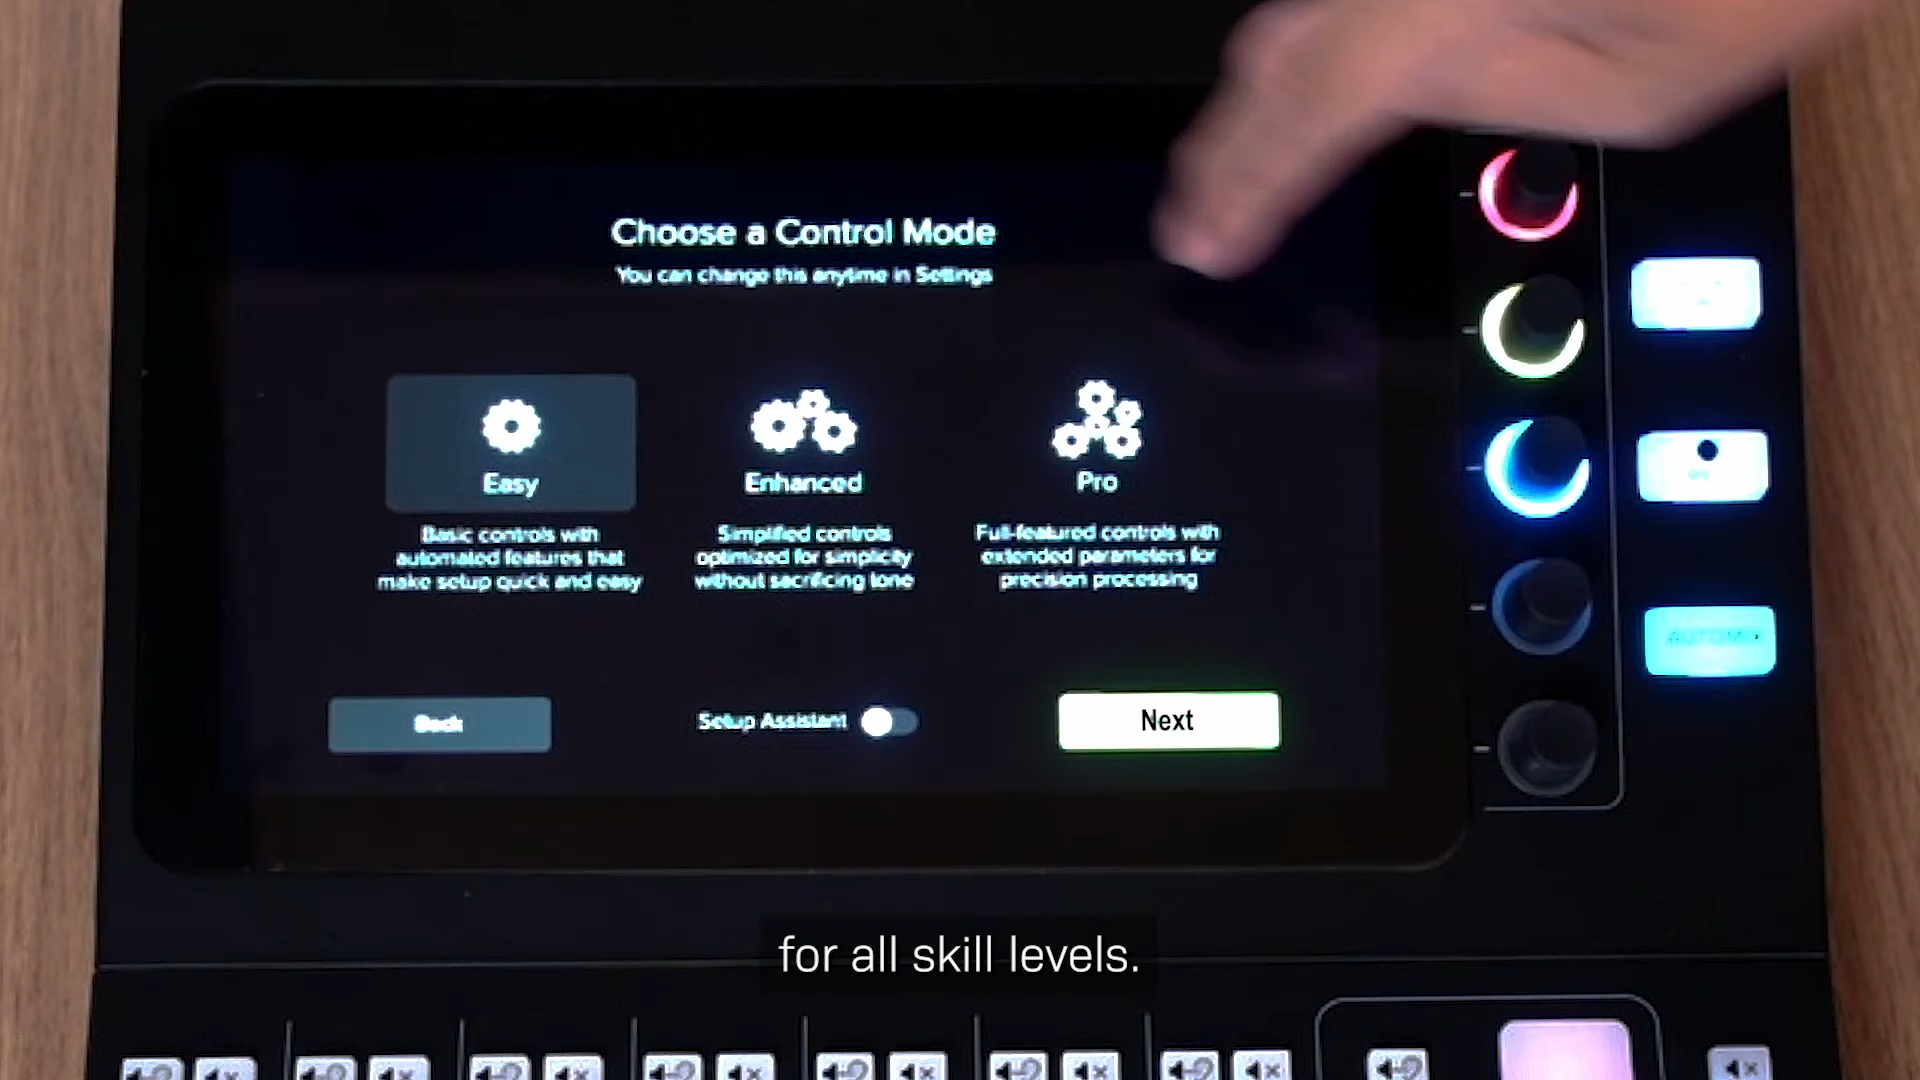 Choose a Control Mode
You can change this anytime in Settings
Easy
Basic controls with
automated features that
make setup quick and easy
Enhanced
Simplified controls
optimized for simplicity
without sacrificing tone
Pro
Full-featured controls with
extended parameters for
precision processing
Back
Setup Assistant
Next
AUTOMIX
for all skill levels.